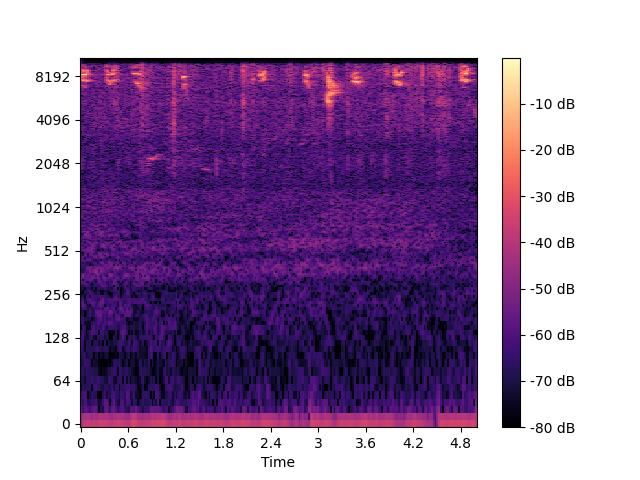 8192
4096
2048
1024
512
256
128
64
0
Hz
0 0.6 1.2 1.8 2.4 3 3.6 4.2 4.8
Time
-10 dB
-20 dB
-30 dB
-40 dB
-50 dB
-60 dB
-70 dB
-80 dB